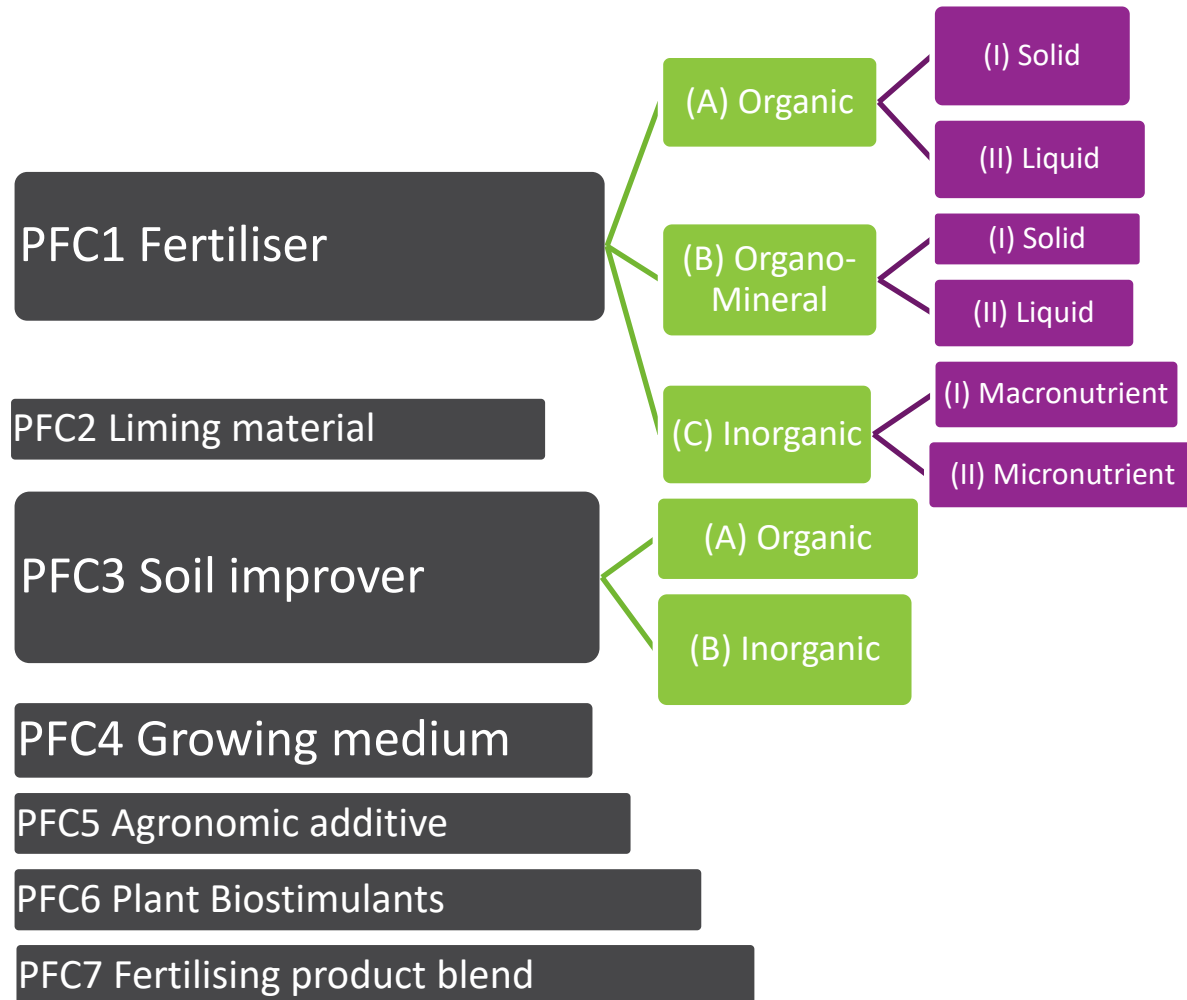 PFC1 Fertiliser
(A) Organic
(I) Solid
(II) Liquid
(B) Organo-
Mineral
(I) Solid
(II) Liquid
(C) Inorganic
(I) Macronutrient
(II) Micronutrient
PFC2 Liming material
PFC3 Soil improver
(A) Organic
(B) Inorganic
PFC4 Growing medium
PFC5 Agronomic additive
PFC6 Plant Biostimulants
PFC7 Fertilising product blend